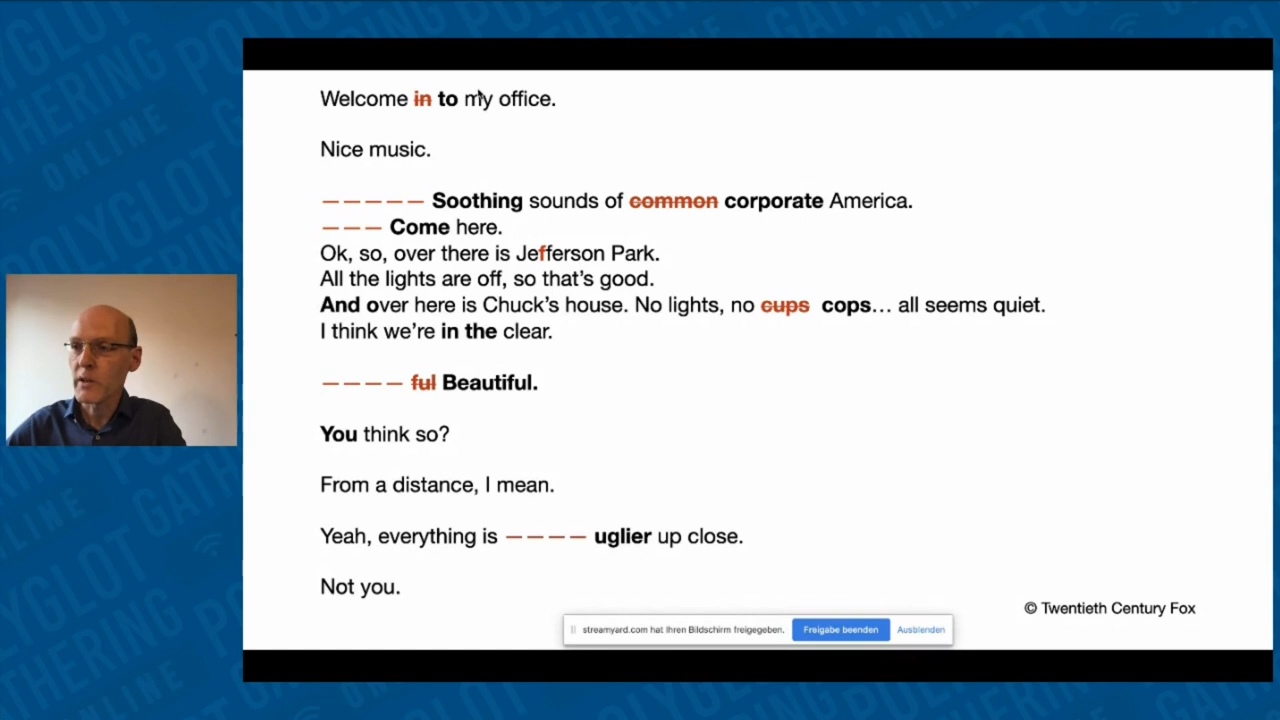 POLYGLOT GATHERING ONLINE
Welcome in to my office.
Nice music.
————— Soothing sounds of common corporate America.
——— Come here.
Ok, so, over there is Jefferson Park.
All the lights are off, so that's good.
And over here is Chuck's house. No lights, no cups cops… all seems quiet.
I think we're in the clear.
———— ful Beautiful.
You think so?
From a distance, I mean.
Yeah, everything is ———— uglier up close.
Not you.
© Twentieth Century Fox
streamyard.com hat Ihren Bildschirm freigegeben. Freigabe beenden Ausblenden